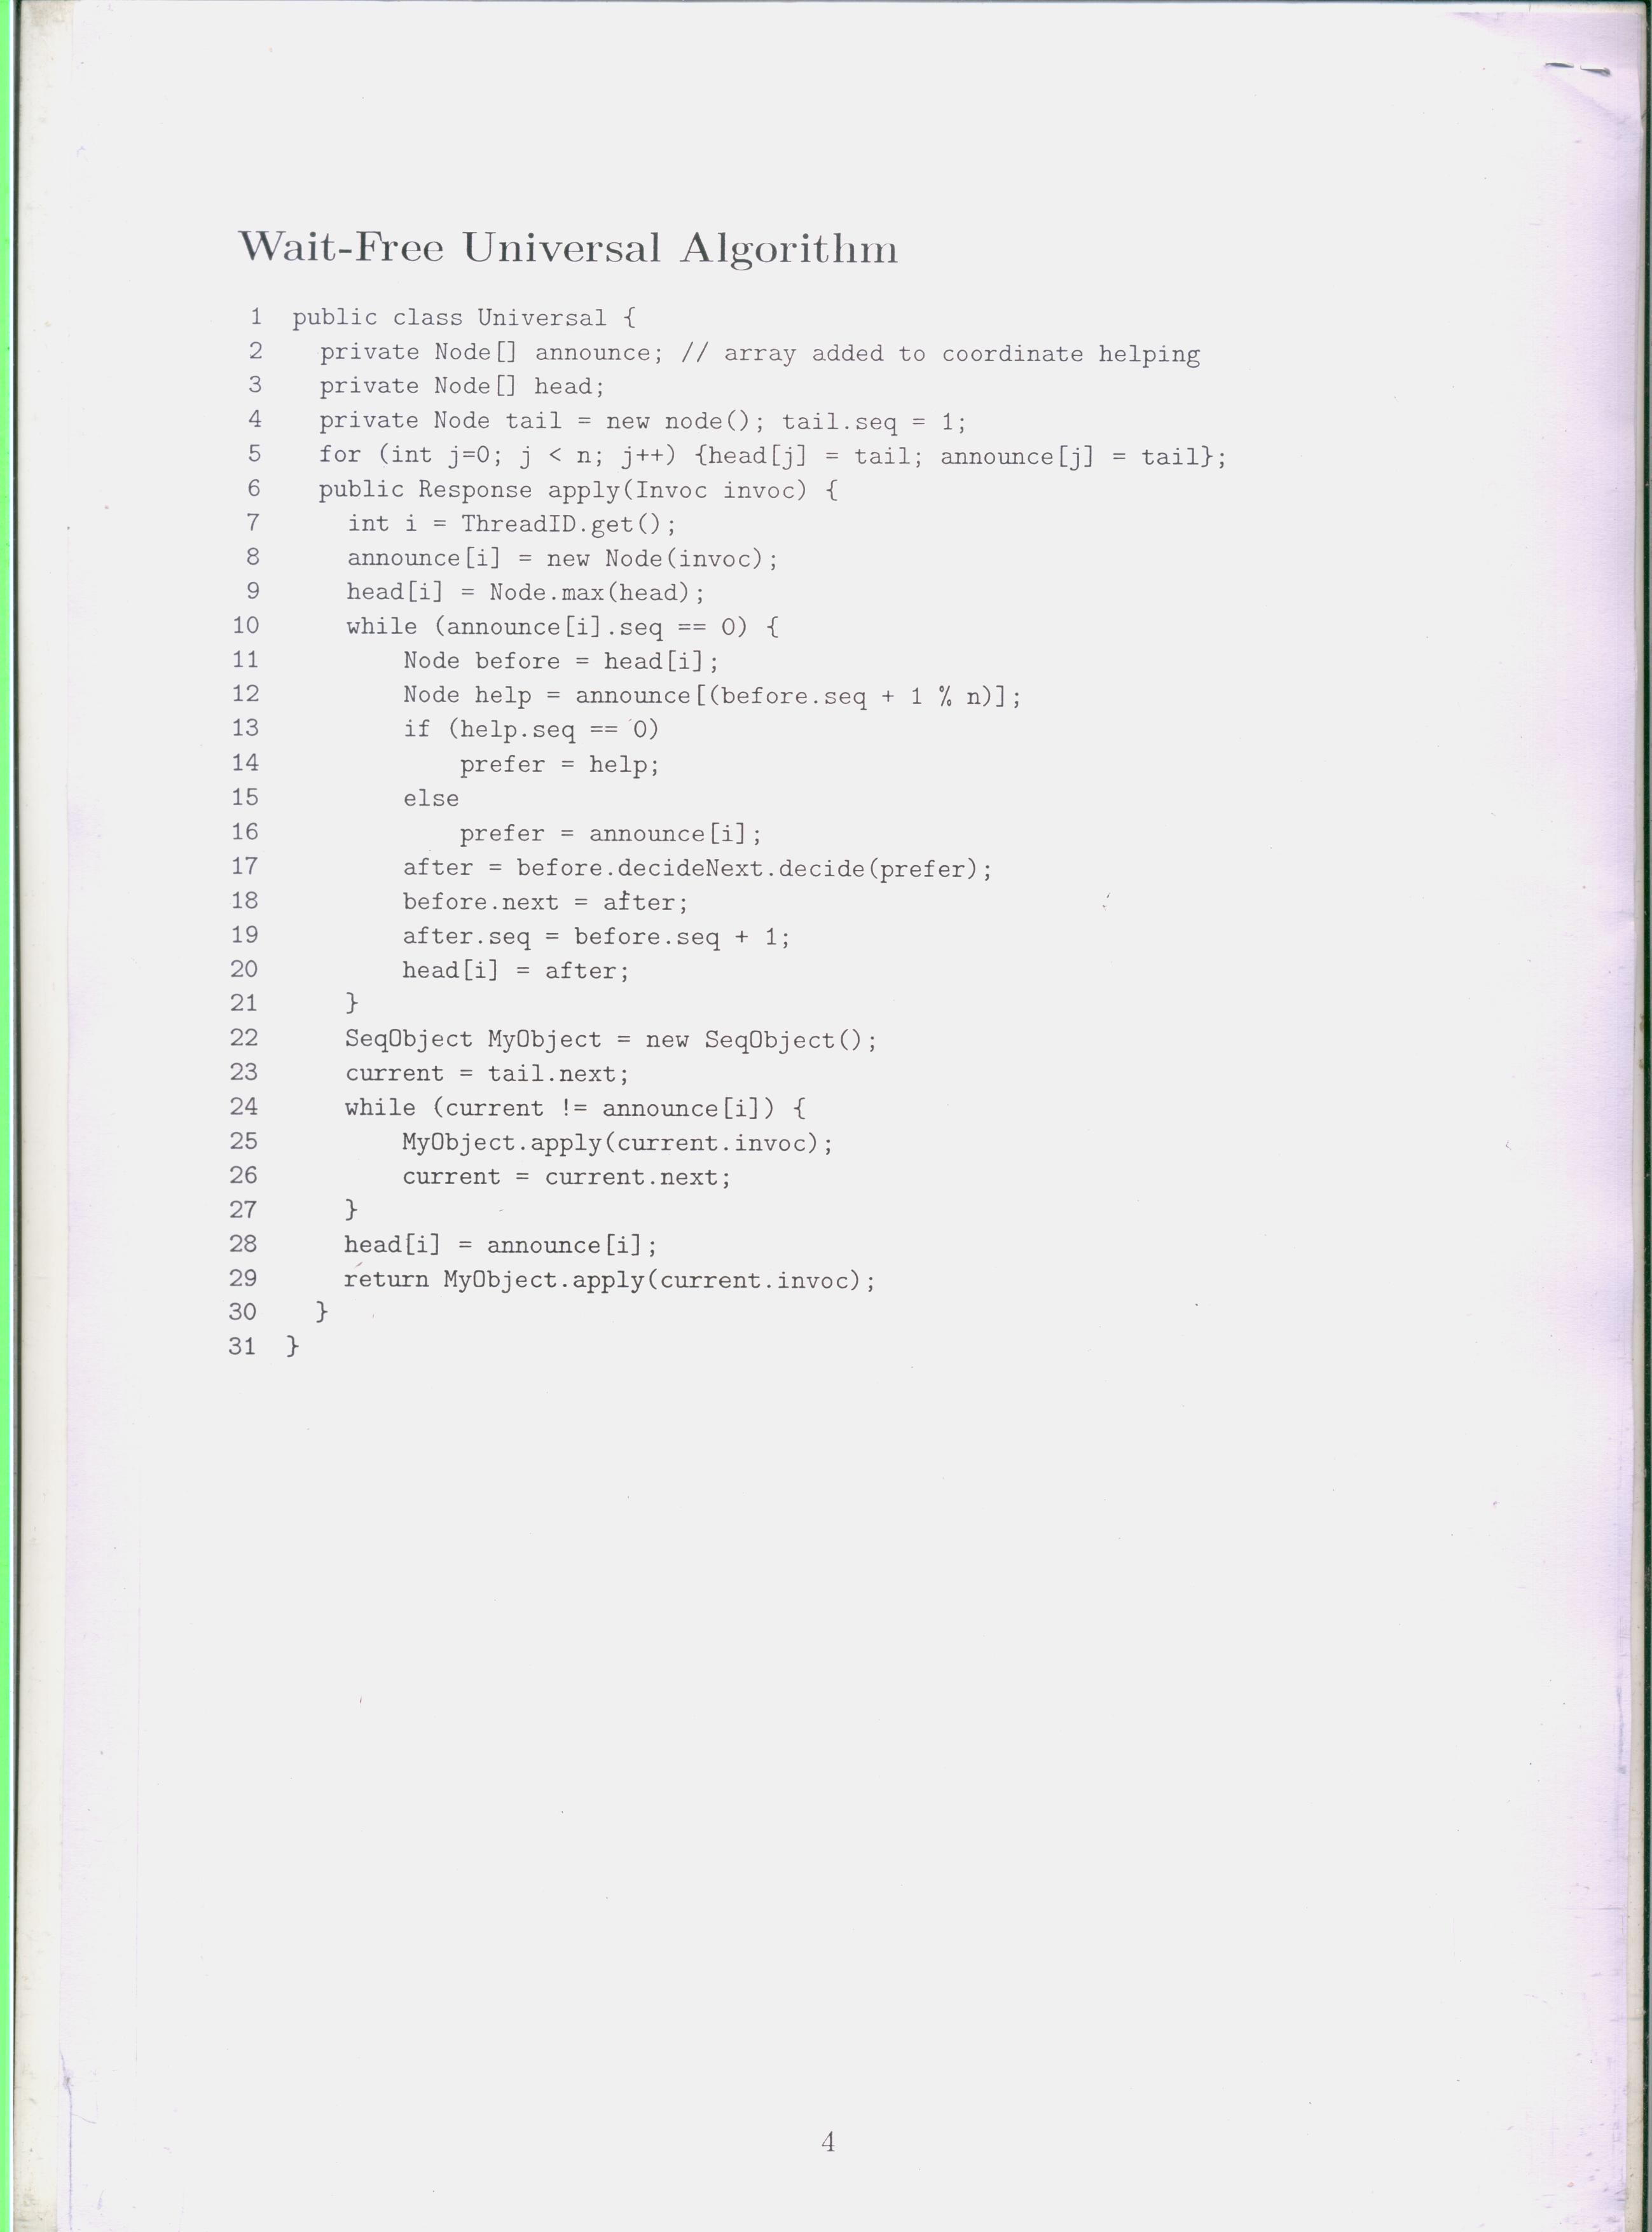 Wait-Free Universal Algorithm
1 public class Universal {
2 private Node[] announce; // array added to coordinate helping
3 private Node[] head;
4 private Node tail = new node(); tail.seq = 1;
5 for (int j=0; j < n; j++) {head[j] = tail; announce[j] = tail};
6 public Response apply(Invoc invoc) {
7 int i = ThreadID.get();
8 announce[i] = new Node(invoc);
9 head[i] = Node.max(head);
10 while (announce[i].seq == 0) {
11 Node before = head[i];
12 Node help = announce[(before.seq + 1 % n)];
13 if (help.seq == 0)
14 prefer = help;
15 else
16 prefer = announce[i];
17 after = before.decideNext.decide(prefer);
18 before.next = after;
19 after.seq = before.seq + 1;
20 head[i] = after;
21 }
22 SeqObject MyObject = new SeqObject();
23 current = tail.next;
24 while (current != announce[i]) {
25 MyObject.apply(current.invoc);
26 current = current.next;
27 }
28 head[i] = announce[i];
29 return MyObject.apply(current.invoc);
30 }
31 }
4